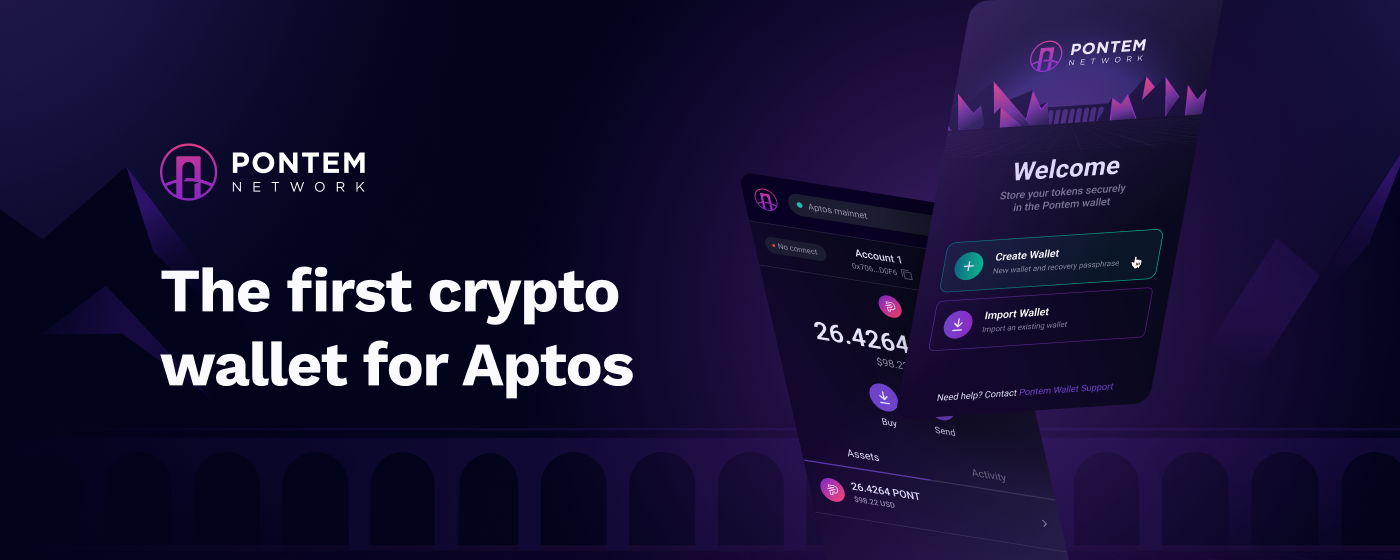 PONTEM
NETWORK
The first crypto
wallet for Aptos
Aptos mainnet
No connect
Account 1
0x706...D0F6
26.4264
Buy
Send
Assets
Activity
26.4264 PONT
$98.22 USD
PONTEM
NETWORK
Welcome
Store your tokens securely
in the Pontem wallet
Create Wallet
New wallet and recovery passphrase
Import Wallet
Import an existing wallet
Need help? Contact Pontem Wallet Support